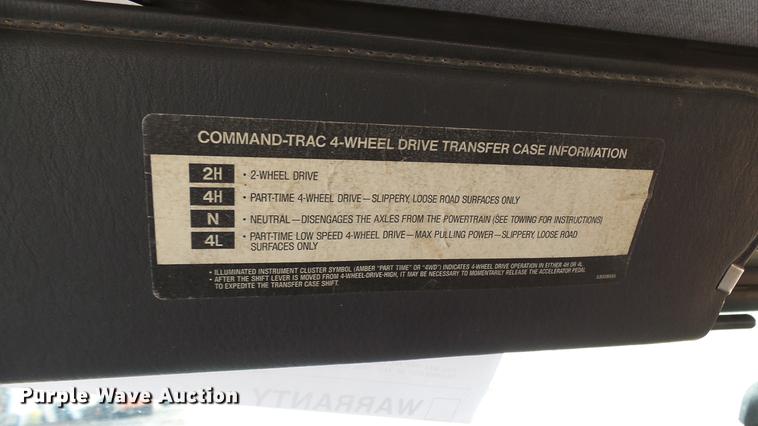 COMMAND-TRAC 4-WHEEL DRIVE TRANSFER CASE INFORMATION
2H • 2-WHEEL DRIVE
4H • PART-TIME 4-WHEEL DRIVE—SLIPPERY, LOOSE ROAD SURFACES ONLY
N • NEUTRAL—DISENGAGES THE AXLES FROM THE POWERTRAIN (SEE TOWING FOR INSTRUCTIONS)
4L • PART-TIME LOW SPEED 4-WHEEL DRIVE—MAX PULLING POWER—SLIPPERY, LOOSE ROAD
SURFACES ONLY
• ILLUMINATED INSTRUMENT CLUSTER SYMBOL (AMBER "PART TIME" OR "4WD") INDICATES 4-WHEEL DRIVE OPERATION IN EITHER 4H OR 4L
• AFTER THE SHIFT LEVER IS MOVED FROM 4-WHEEL-DRIVE-HIGH, IT MAY BE NECESSARY TO MOMENTARILY RELEASE THE ACCELERATOR PEDAL
TO EXPEDITE THE TRANSFER CASE SHIFT.
WARRANTY
Purple Wave Auction